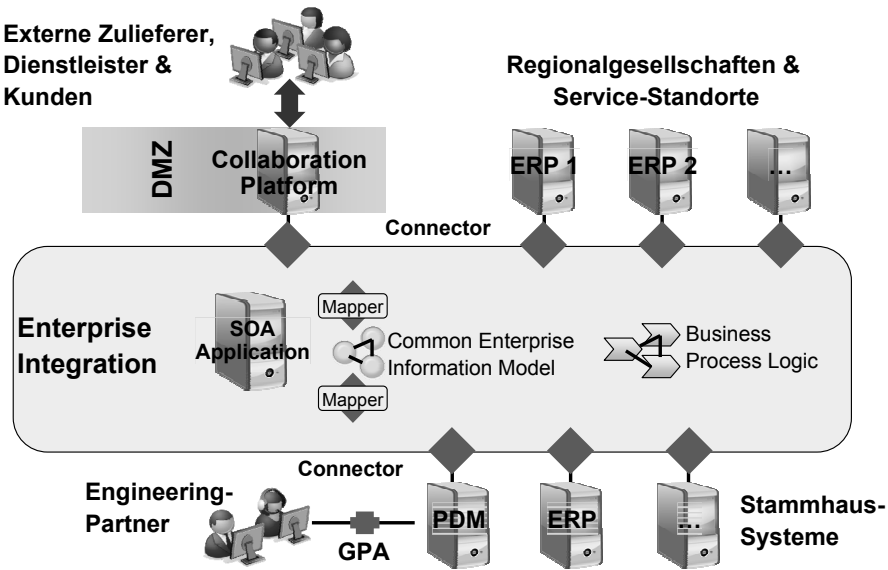 Externe Zulieferer,
Dienstleister &
Kunden
Regionalgesellschaften &
Service-Standorte
DMZ
Collaboration
Platform
ERP 1
ERP 2
...
Connector
Enterprise
Integration
SOA
Application
Mapper
Common Enterprise
Information Model
Mapper
Business
Process Logic
Connector
Engineering-
Partner
GPA
PDM
ERP
...
Stammhaus-
Systeme